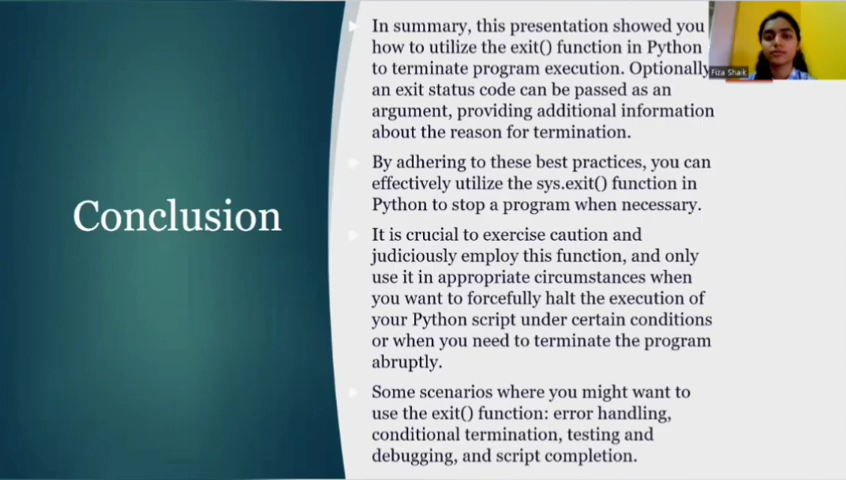 Conclusion
In summary, this presentation showed you
how to utilize the exit() function in Python
to terminate program execution. Optionally
an exit status code can be passed as an
argument, providing additional information
about the reason for termination.
By adhering to these best practices, you can
effectively utilize the sys.exit() function in
Python to stop a program when necessary.
It is crucial to exercise caution and
judiciously employ this function, and only
use it in appropriate circumstances when
you want to forcefully halt the execution of
your Python script under certain conditions
or when you need to terminate the program
abruptly.
Some scenarios where you might want to
use the exit() function: error handling,
conditional termination, testing and
debugging, and script completion.
Fiza Shaik